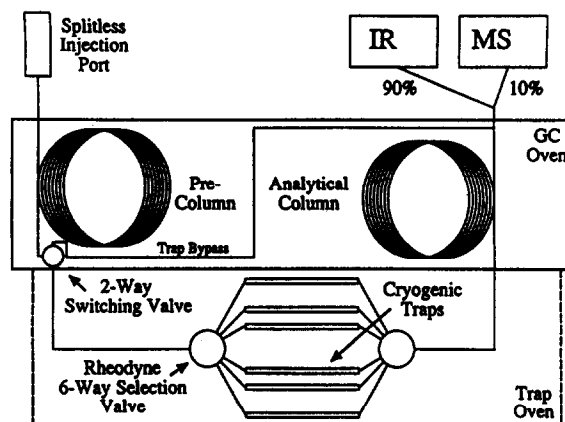 Splitless
Injection
Port
IR
MS
90%
10%
GC
Oven
Pre-
Column
Analytical
Column
Trap Bypass
2-Way
Switching Valve
Cryogenic
Traps
Rheodyne
6-Way Selection
Valve
Trap
Oven